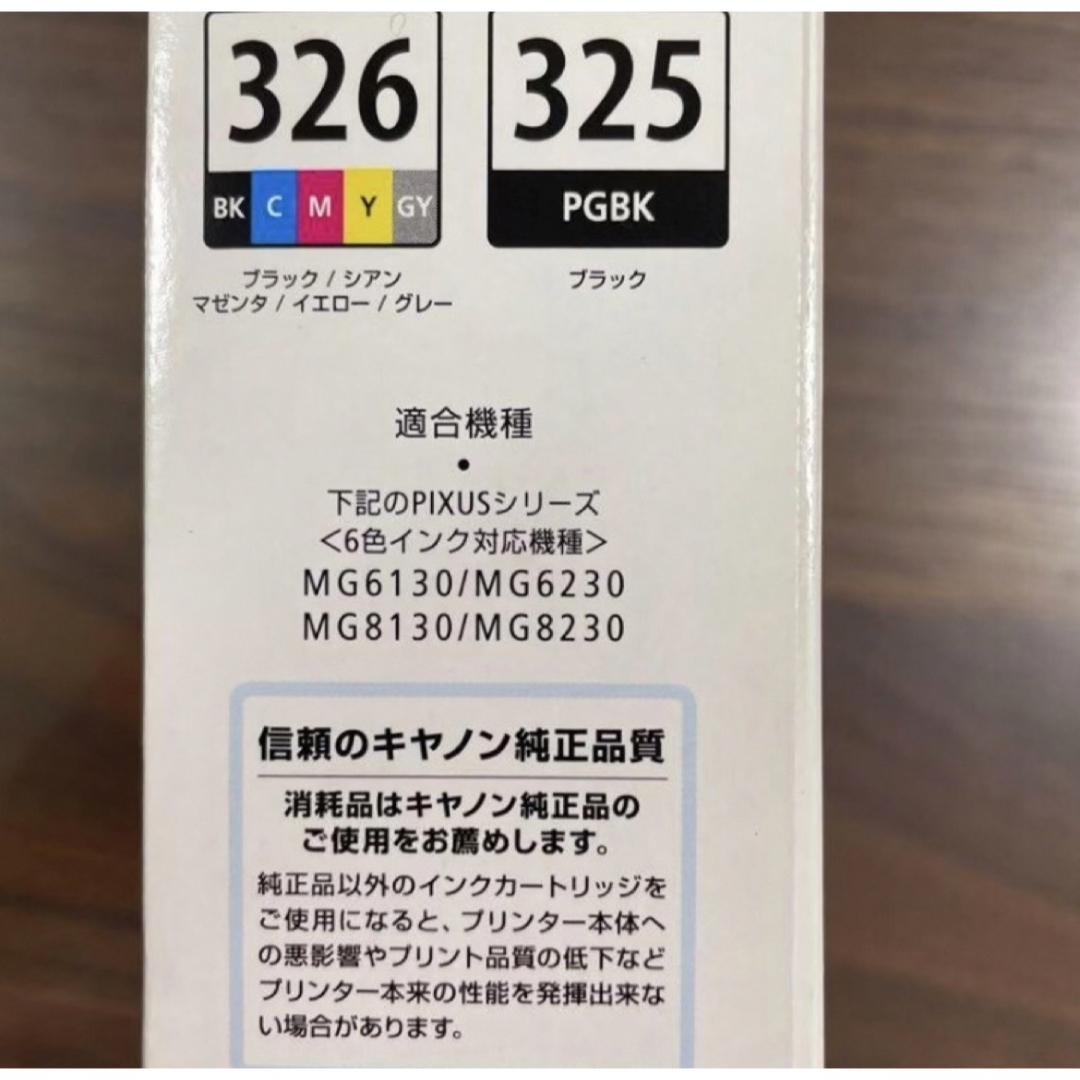 326
BK C M Y GY
ブラック / シアン
マゼンタ / イエロー / グレー
325
PGBK
ブラック
適合機種
●
下記のPIXUSシリーズ
<6色インク対応機種>
MG6130/MG6230
MG8130/MG8230
信頼のキヤノン純正品質
消耗品はキヤノン純正品の
ご使用をお薦めします。
純正品以外のインクカートリッジを
ご使用になると、プリンター本体へ
の悪影響やプリント品質の低下など
プリンター本来の性能を発揮出来な
い場合があります。